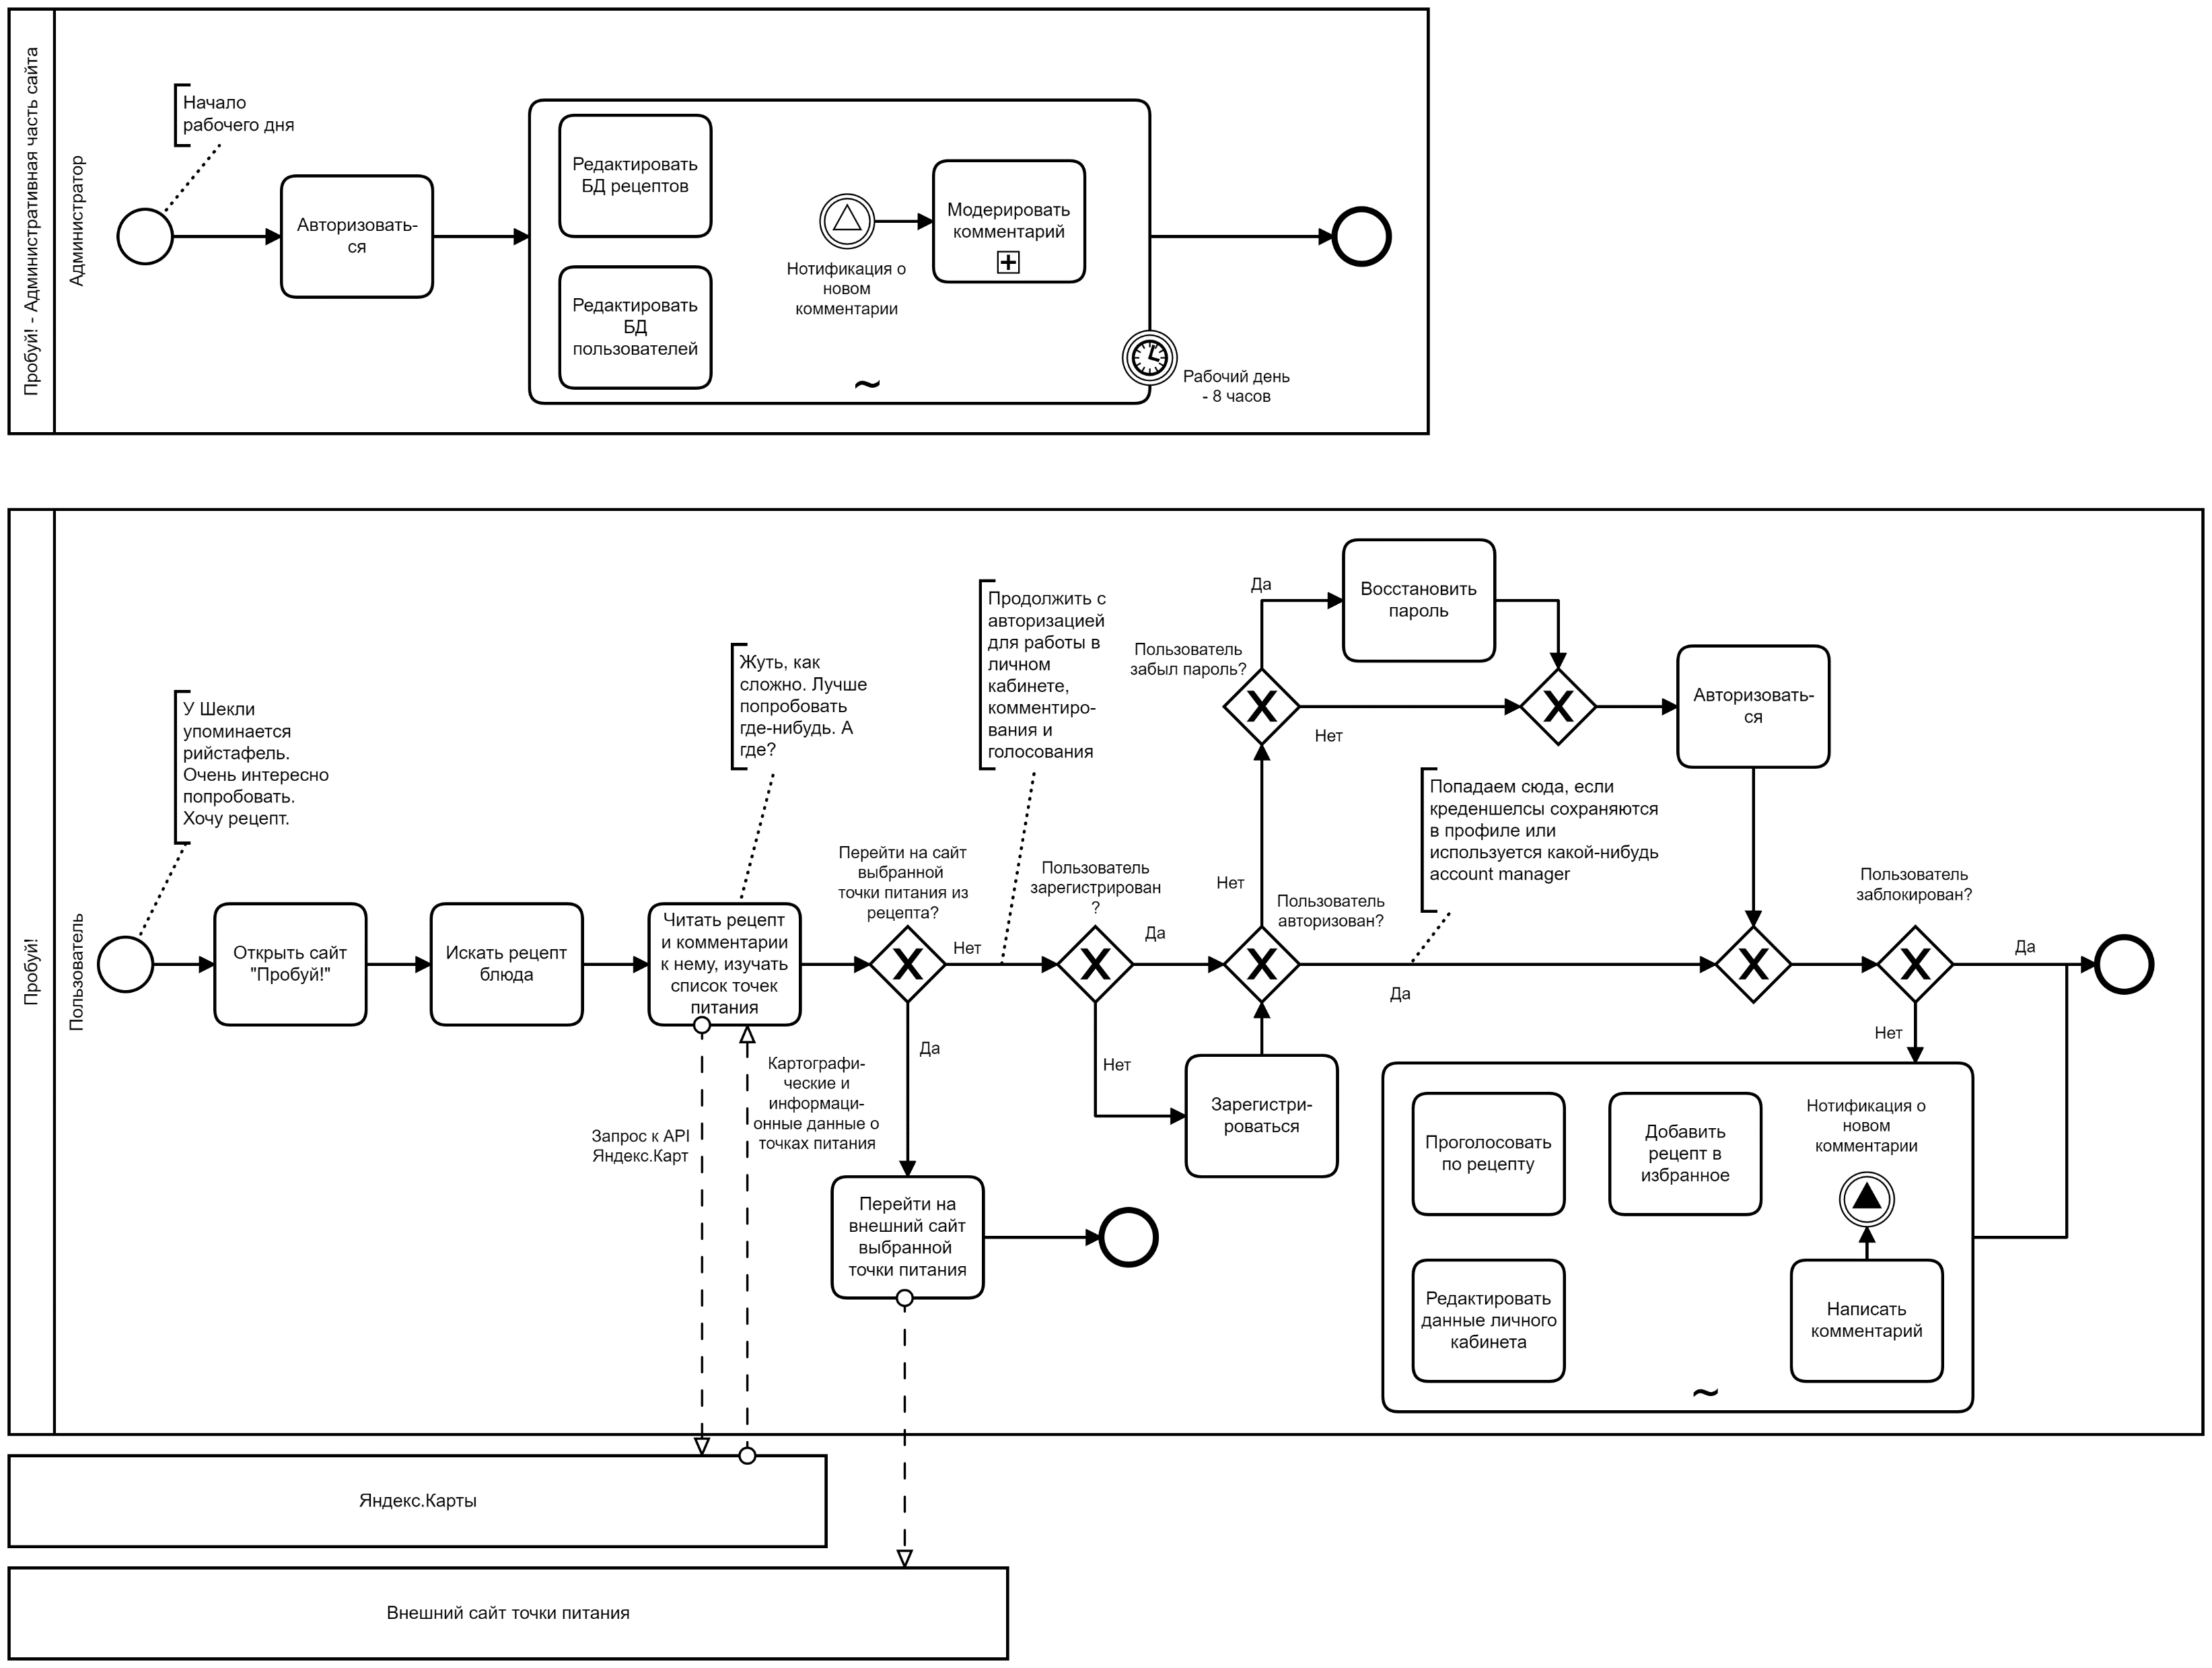 Пробуй! - Административная часть сайта
Администратор
Начало
рабочего дня
Авторизовать-
ся
Редактировать
БД рецептов
Редактировать
БД
пользователей
Нотификация о
новом
комментарии
Модерировать
комментарий
Рабочий день
- 8 часов
Пробуй!
Пользователь
У Шекли
упоминается
рийстафель.
Очень интересно
попробовать.
Хочу рецепт.
Открыть сайт
"Пробуй!"
Искать рецепт
блюда
Жуть, как
сложно. Лучше
попробовать
где-нибудь. А
где?
Читать рецепт
и комментарии
к нему, изучать
список точек
питания
Запрос к API
Яндекс.Карт
Картографи-
ческие и
информаци-
онные данные о
точках питания
Перейти на сайт
выбранной
точки питания из
рецепта?
Нет
Да
Перейти на
внешний сайт
выбранной
точки питания
Продолжить с
авторизацией
для работы в
личном
кабинете,
комментиро-
вания и
голосования
Пользователь
зарегистрирован
?
Да
Нет
Зарегистри-
роваться
Пользователь
авторизован?
Нет
Да
Пользователь
забыл пароль?
Да
Нет
Восстановить
пароль
Авторизовать-
ся
Попадаем сюда, если
креденшелсы сохраняются
в профиле или
используется какой-нибудь
account manager
Пользователь
заблокирован?
Да
Нет
Проголосовать
по рецепту
Добавить
рецепт в
избранное
Нотификация о
новом
комментарии
Редактировать
данные личного
кабинета
Написать
комментарий
Яндекс.Карты
Внешний сайт точки питания